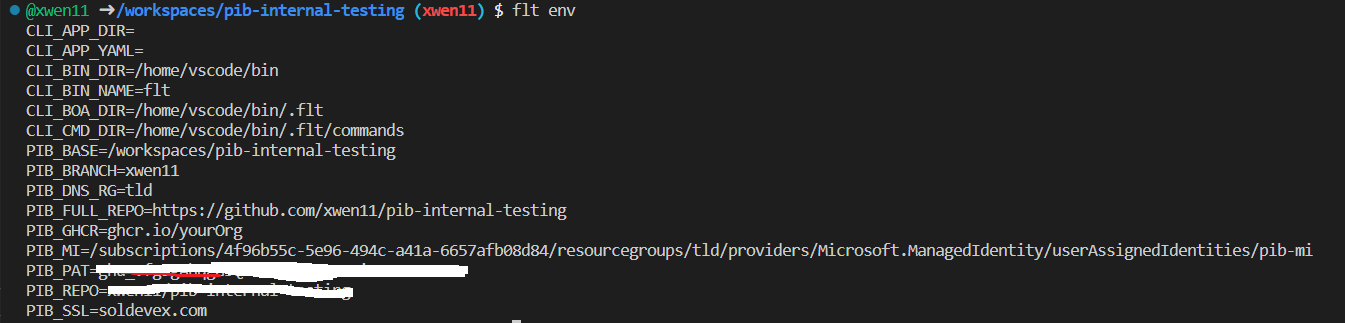 @xwen11 ➜/workspaces/pib-internal-testing (xwen11) $ flt env
CLI_APP_DIR=
CLI_APP_YAML=
CLI_BIN_DIR=/home/vscode/bin
CLI_BIN_NAME=flt
CLI_BOA_DIR=/home/vscode/bin/.flt
CLI_CMD_DIR=/home/vscode/bin/.flt/commands
PIB_BASE=/workspaces/pib-internal-testing
PIB_BRANCH=xwen11
PIB_DNS_RG=tld
PIB_FULL_REPO=https://github.com/xwen11/pib-internal-testing
PIB_GHCR=ghcr.io/yourOrg
PIB_MI=/subscriptions/4f96b55c-5e96-494c-a41a-6657afb08d84/resourcegroups/tld/providers/Microsoft.ManagedIdentity/userAssignedIdentities/pib-mi
PIB_PAT=
PIB_REPO=
PIB_SSL=soldevex.com